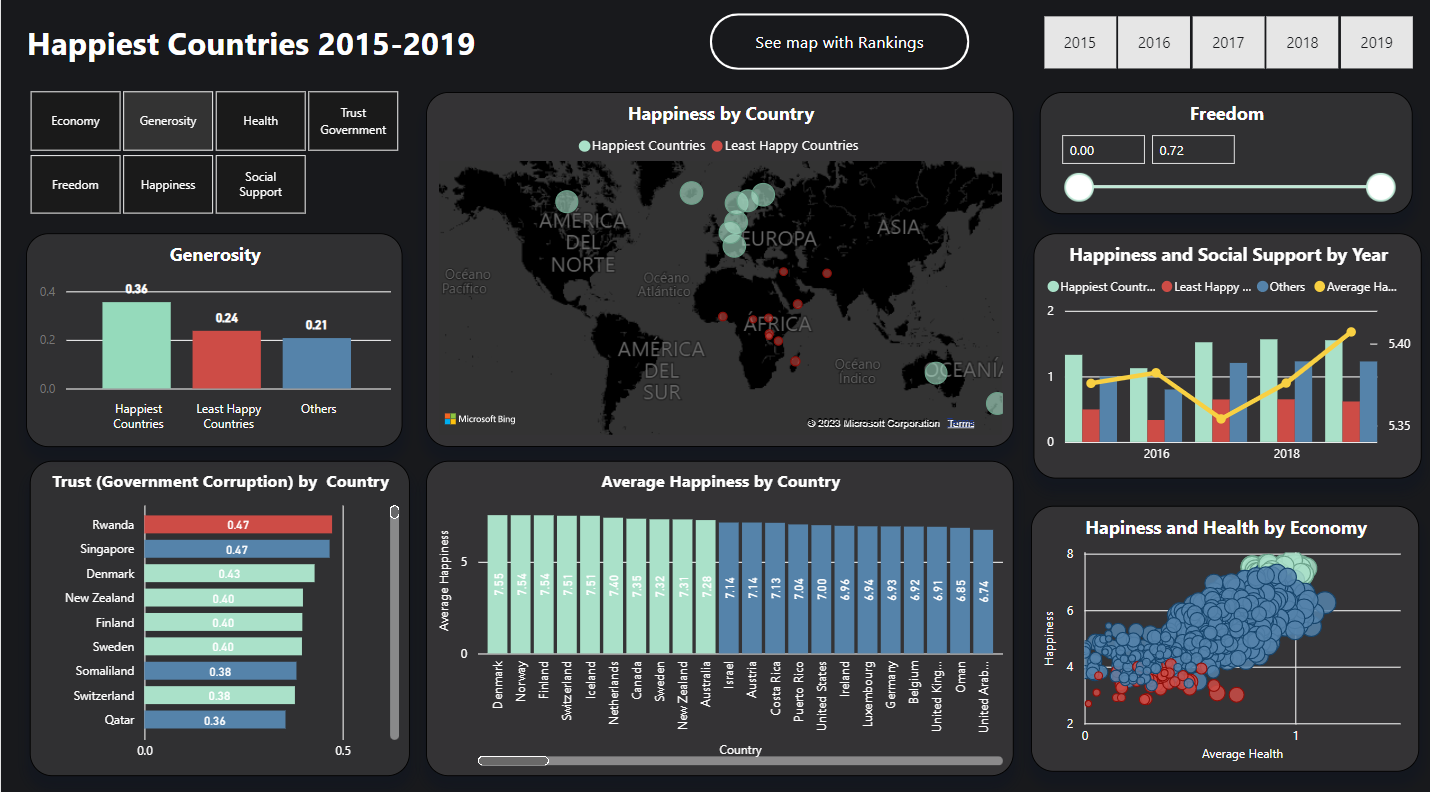 Happiest Countries 2015-2019
See map with Rankings
2015
2016
2017
2018
2019
Economy
Generosity
Health
Trust
Government
Freedom
Happiness
Social
Support
Generosity
0.4
0.2
0.0
0.36
0.24
0.21
Happiest
Countries
Least Happy
Countries
Others
Happiness by Country
Happiest Countries
Least Happy Countries
AMÉRICA
DEL
NORTE
EUROPA
ASIA
Océano
Pacífico
Océano
Atlántico
ÁFRICA
AMÉRICA
DEL
SUR
Océano
Índico
OCEANÍA
Microsoft Bing
© 2023 Microsoft Corporation
Terms
Freedom
0.00
0.72
Happiness and Social Support by Year
Happiest Countr...
Least Happy ...
Others
Average Ha...
2
1
0
5.40
5.35
2016
2018
Trust (Government Corruption) by Country
Rwanda 0.47
Singapore 0.47
Denmark 0.43
New Zealand 0.40
Finland 0.40
Sweden 0.40
Somaliland 0.38
Switzerland 0.38
Qatar 0.36
0.0
0.5
Average Happiness by Country
Average Happiness
5
0
7.55
7.54
7.54
7.51
7.51
7.40
7.35
7.32
7.31
7.28
7.14
7.14
7.13
7.04
7.00
6.96
6.94
6.93
6.92
6.91
6.85
6.74
Denmark
Norway
Finland
Switzerland
Iceland
Netherlands
Canada
Sweden
New Zealand
Australia
Israel
Austria
Costa Rica
Puerto Rico
United States
Ireland
Luxembourg
Germany
Belgium
United King...
Oman
United Arab...
Country
Hapiness and Health by Economy
Happiness
8
6
4
2
0
1
Average Health